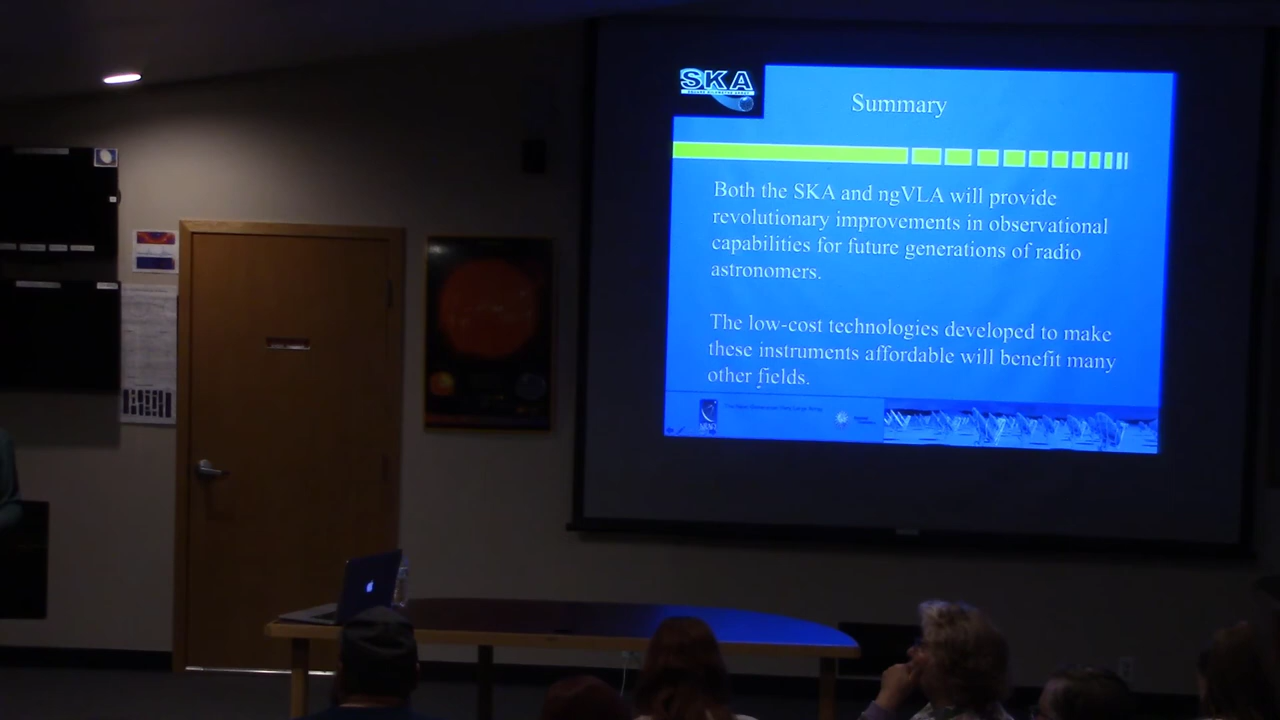 SKA
Summary
Both the SKA and ngVLA will provide
revolutionary improvements in observational
capabilities for future generations of radio
astronomers.
The low-cost technologies developed to make
these instruments affordable will benefit many
other fields.